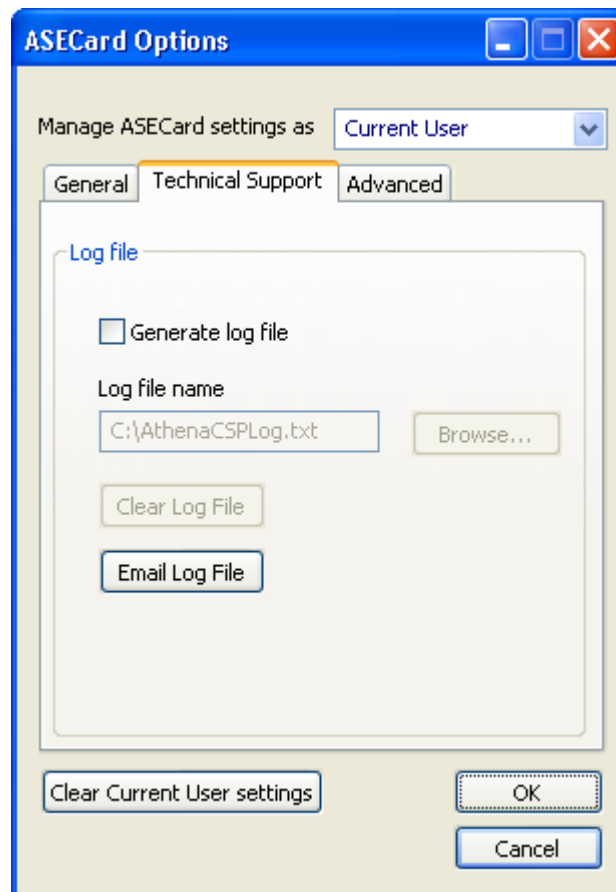 ASECard Options
Manage ASECard settings as Current User
General Technical Support Advanced
Log file
Generate log file
Log file name
C:\AthenaCSPLog.txt Browse...
Clear Log File
Email Log File
Clear Current User settings OK
Cancel